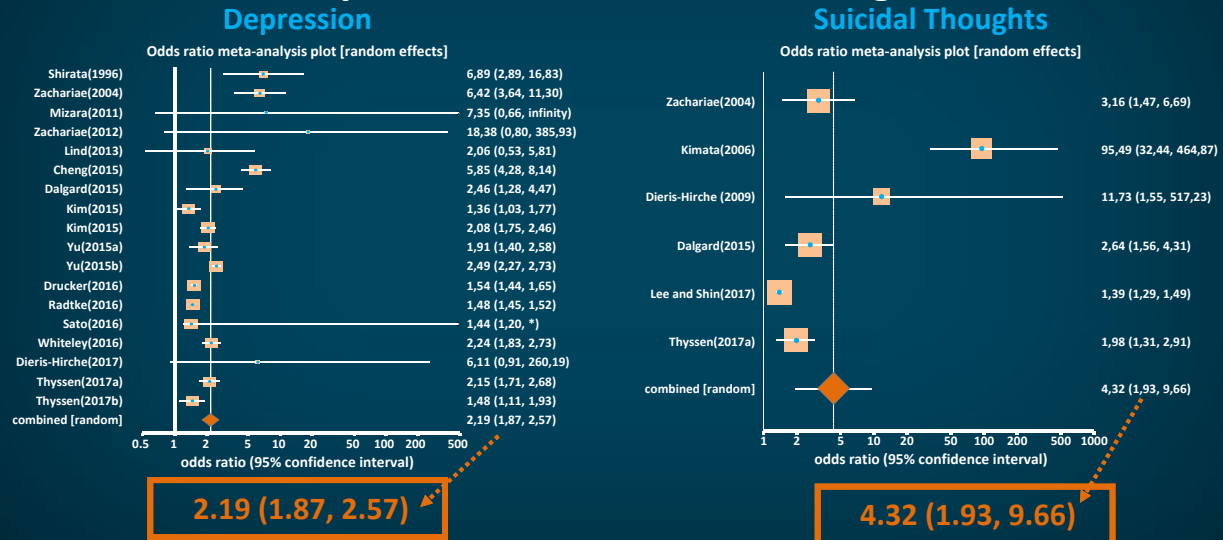 Depression
Odds ratio meta-analysis plot [random effects]
Shirata(1996) 6,89 (2,89, 16,83)
Zachariae(2004) 6,42 (3,64, 11,30)
Mizara(2011) 7,35 (0,66, infinity)
Zachariae(2012) 18,38 (0,80, 385,93)
Lind(2013) 2,06 (0,53, 5,81)
Cheng(2015) 5,85 (4,28, 8,14)
Dalgard(2015) 2,46 (1,28, 4,47)
Kim(2015) 1,36 (1,03, 1,77)
Kim(2015) 2,08 (1,75, 2,46)
Yu(2015a) 1,91 (1,40, 2,58)
Yu(2015b) 2,49 (2,27, 2,73)
Drucker(2016) 1,54 (1,44, 1,65)
Radtke(2016) 1,48 (1,45, 1,52)
Sato(2016) 1,44 (1,20, *)
Whiteley(2016) 2,24 (1,83, 2,73)
Dieris-Hirche(2017) 6,11 (0,91, 260,19)
Thyssen(2017a) 2,15 (1,71, 2,68)
Thyssen(2017b) 1,48 (1,11, 1,93)
combined [random] 2,19 (1,87, 2,57)
0.5 1 2 5 10 20 50 100 200 500
odds ratio (95% confidence interval)
2.19 (1.87, 2.57)
Suicidal Thoughts
Odds ratio meta-analysis plot [random effects]
Zachariae(2004) 3,16 (1,47, 6,69)
Kimata(2006) 95,49 (32,44, 464,87)
Dieris-Hirche (2009) 11,73 (1,55, 517,23)
Dalgard(2015) 2,64 (1,56, 4,31)
Lee and Shin(2017) 1,39 (1,29, 1,49)
Thyssen(2017a) 1,98 (1,31, 2,91)
combined [random] 4,32 (1,93, 9,66)
1 2 5 10 20 50 100 200 500 1000
odds ratio (95% confidence interval)
4.32 (1.93, 9.66)